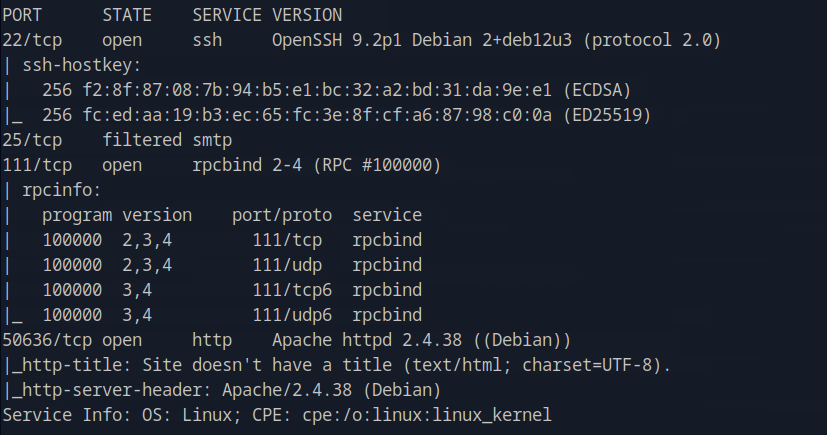 PORT      STATE    SERVICE VERSION
22/tcp    open     ssh     OpenSSH 9.2p1 Debian 2+deb12u3 (protocol 2.0)
| ssh-hostkey:
|   256 f2:8f:87:08:7b:94:b5:e1:bc:32:a2:bd:31:da:9e:e1 (ECDSA)
|_  256 fc:ed:aa:19:b3:ec:65:fc:3e:8f:cf:a6:87:98:c0:0a (ED25519)
25/tcp    filtered smtp
111/tcp   open     rpcbind 2-4 (RPC #100000)
| rpcinfo:
|   program version    port/proto  service
|   100000  2,3,4        111/tcp   rpcbind
|   100000  2,3,4        111/udp   rpcbind
|   100000  3,4          111/tcp6  rpcbind
|_  100000  3,4          111/udp6  rpcbind
50636/tcp open     http    Apache httpd 2.4.38 ((Debian))
|_http-title: Site doesn't have a title (text/html; charset=UTF-8).
|_http-server-header: Apache/2.4.38 (Debian)
Service Info: OS: Linux; CPE: cpe:/o:linux:linux_kernel